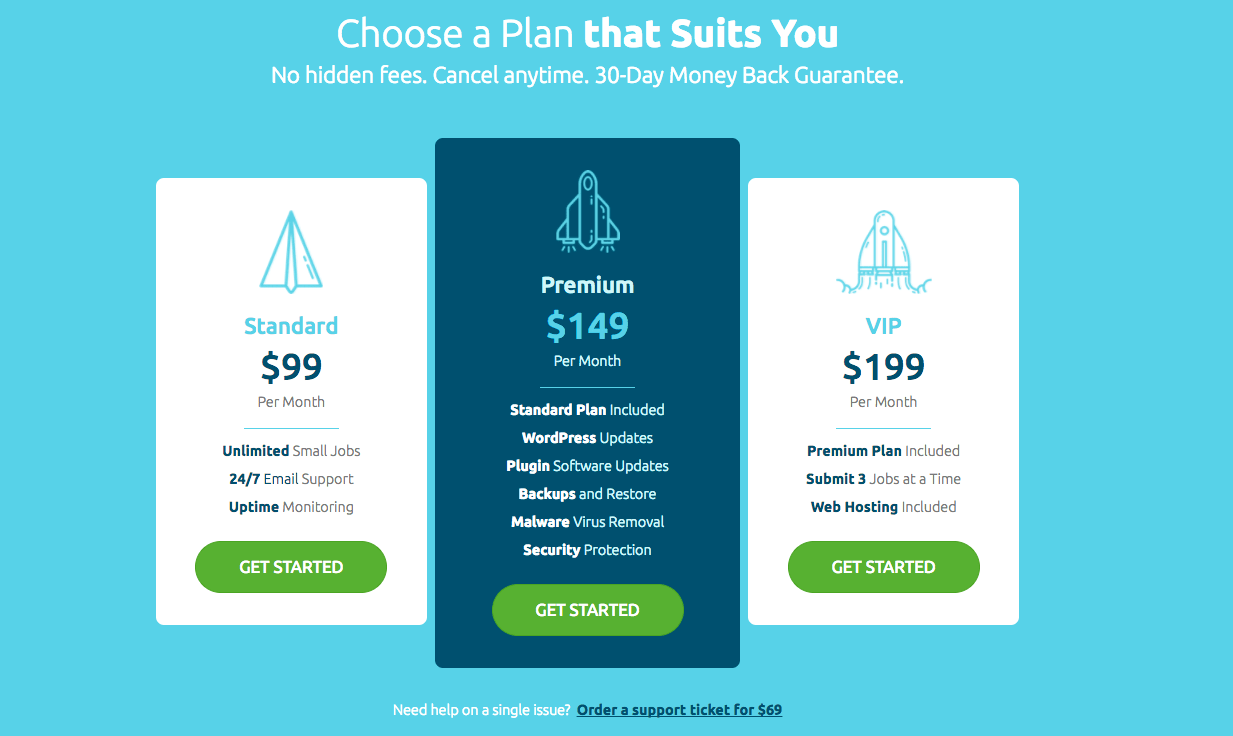 Choose a Plan that Suits You
No hidden fees. Cancel anytime. 30-Day Money Back Guarantee.
Standard
$99
Per Month
Unlimited Small Jobs
24/7 Email Support
Uptime Monitoring
GET STARTED
Premium
$149
Per Month
Standard Plan Included
WordPress Updates
Plugin Software Updates
Backups and Restore
Malware Virus Removal
Security Protection
GET STARTED
VIP
$199
Per Month
Premium Plan Included
Submit 3 Jobs at a Time
Web Hosting Included
GET STARTED
Need help on a single issue? Order a support ticket for $69